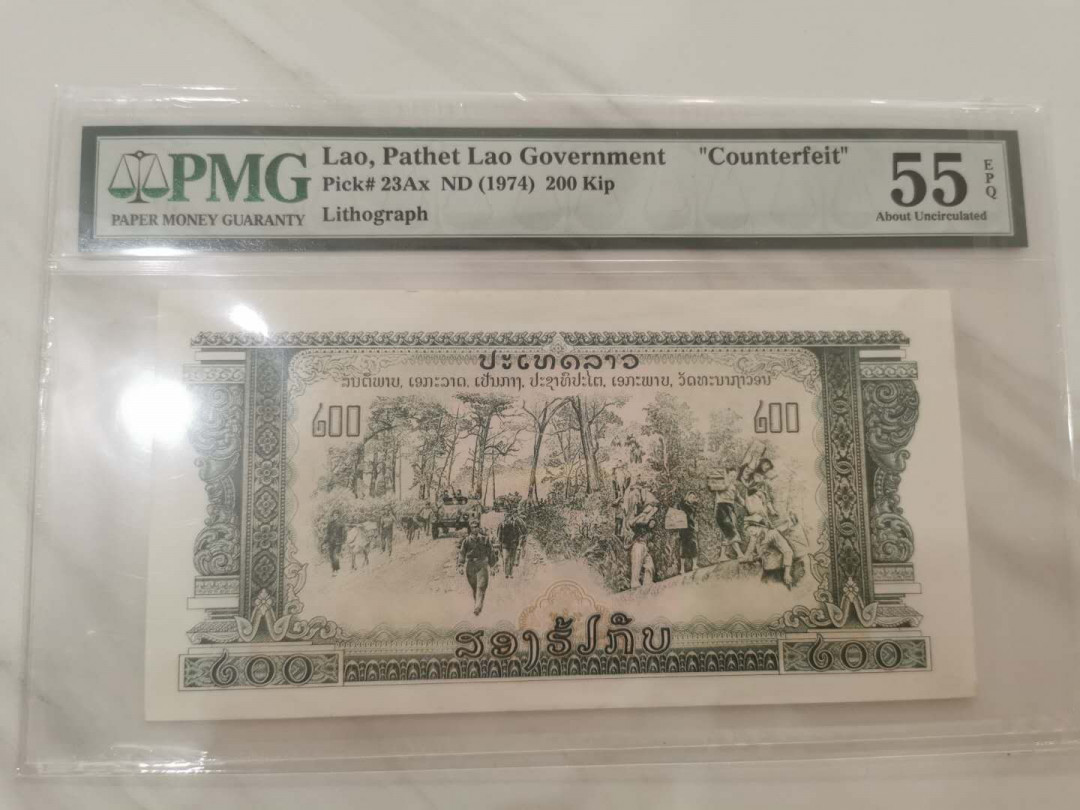 PMG
PAPER MONEY GUARANTY
Lao, Pathet Lao Government "Counterfeit"
Pick# 23Ax ND (1974) 200 Kip
Lithograph
55 EPQ
About Uncirculated
ປະເທດລາວ
ສັນຕິພາບ, ເອກະລາດ, ເປັນກາງ, ປະຊາທິປະໄຕ, ເອກະພາບ, ວັດທະນາຖາວອນ
໒໐໐ ໒໐໐
ສອງຮ້ອຍກີບ
໒໐໐ ໒໐໐